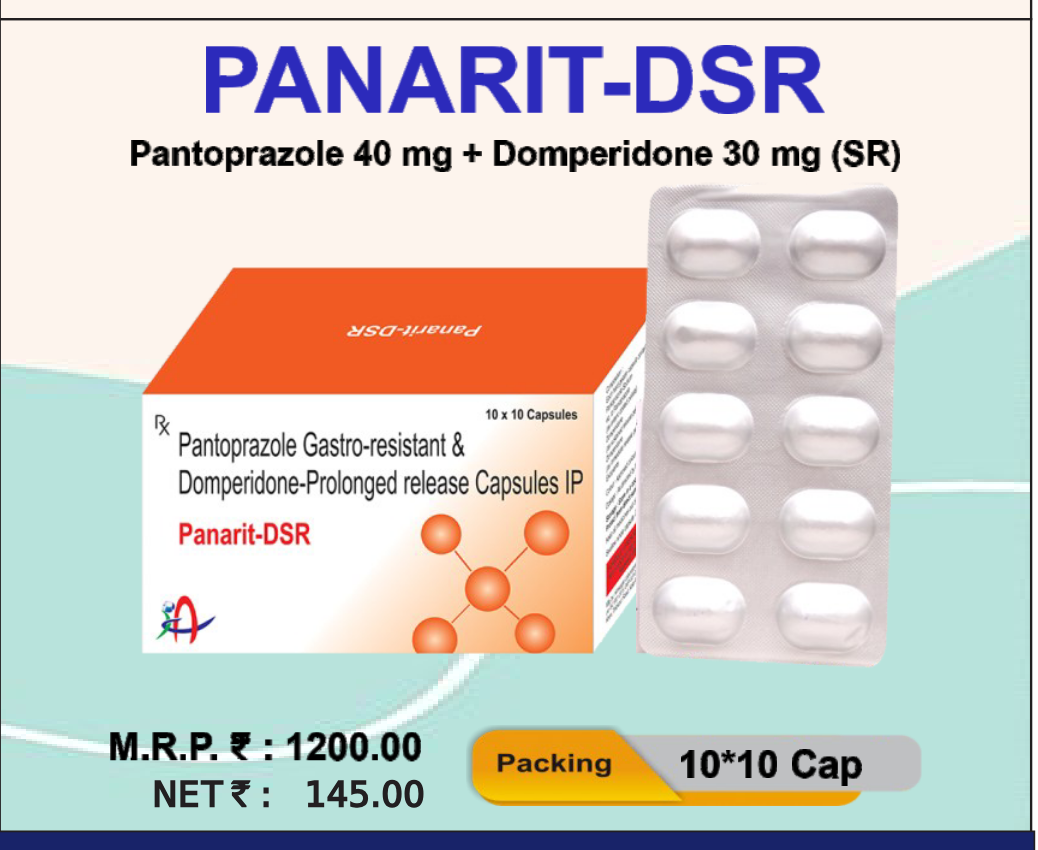 PANARIT-DSR
Pantoprazole 40 mg + Domperidone 30 mg (SR)
Panarit-DSR
Rx
10 x 10 Capsules
Pantoprazole Gastro-resistant &
Domperidone-Prolonged release Capsules IP
Panarit-DSR
M.R.P. ₹ : 1200.00
NET ₹ : 145.00
Packing
10*10 Cap